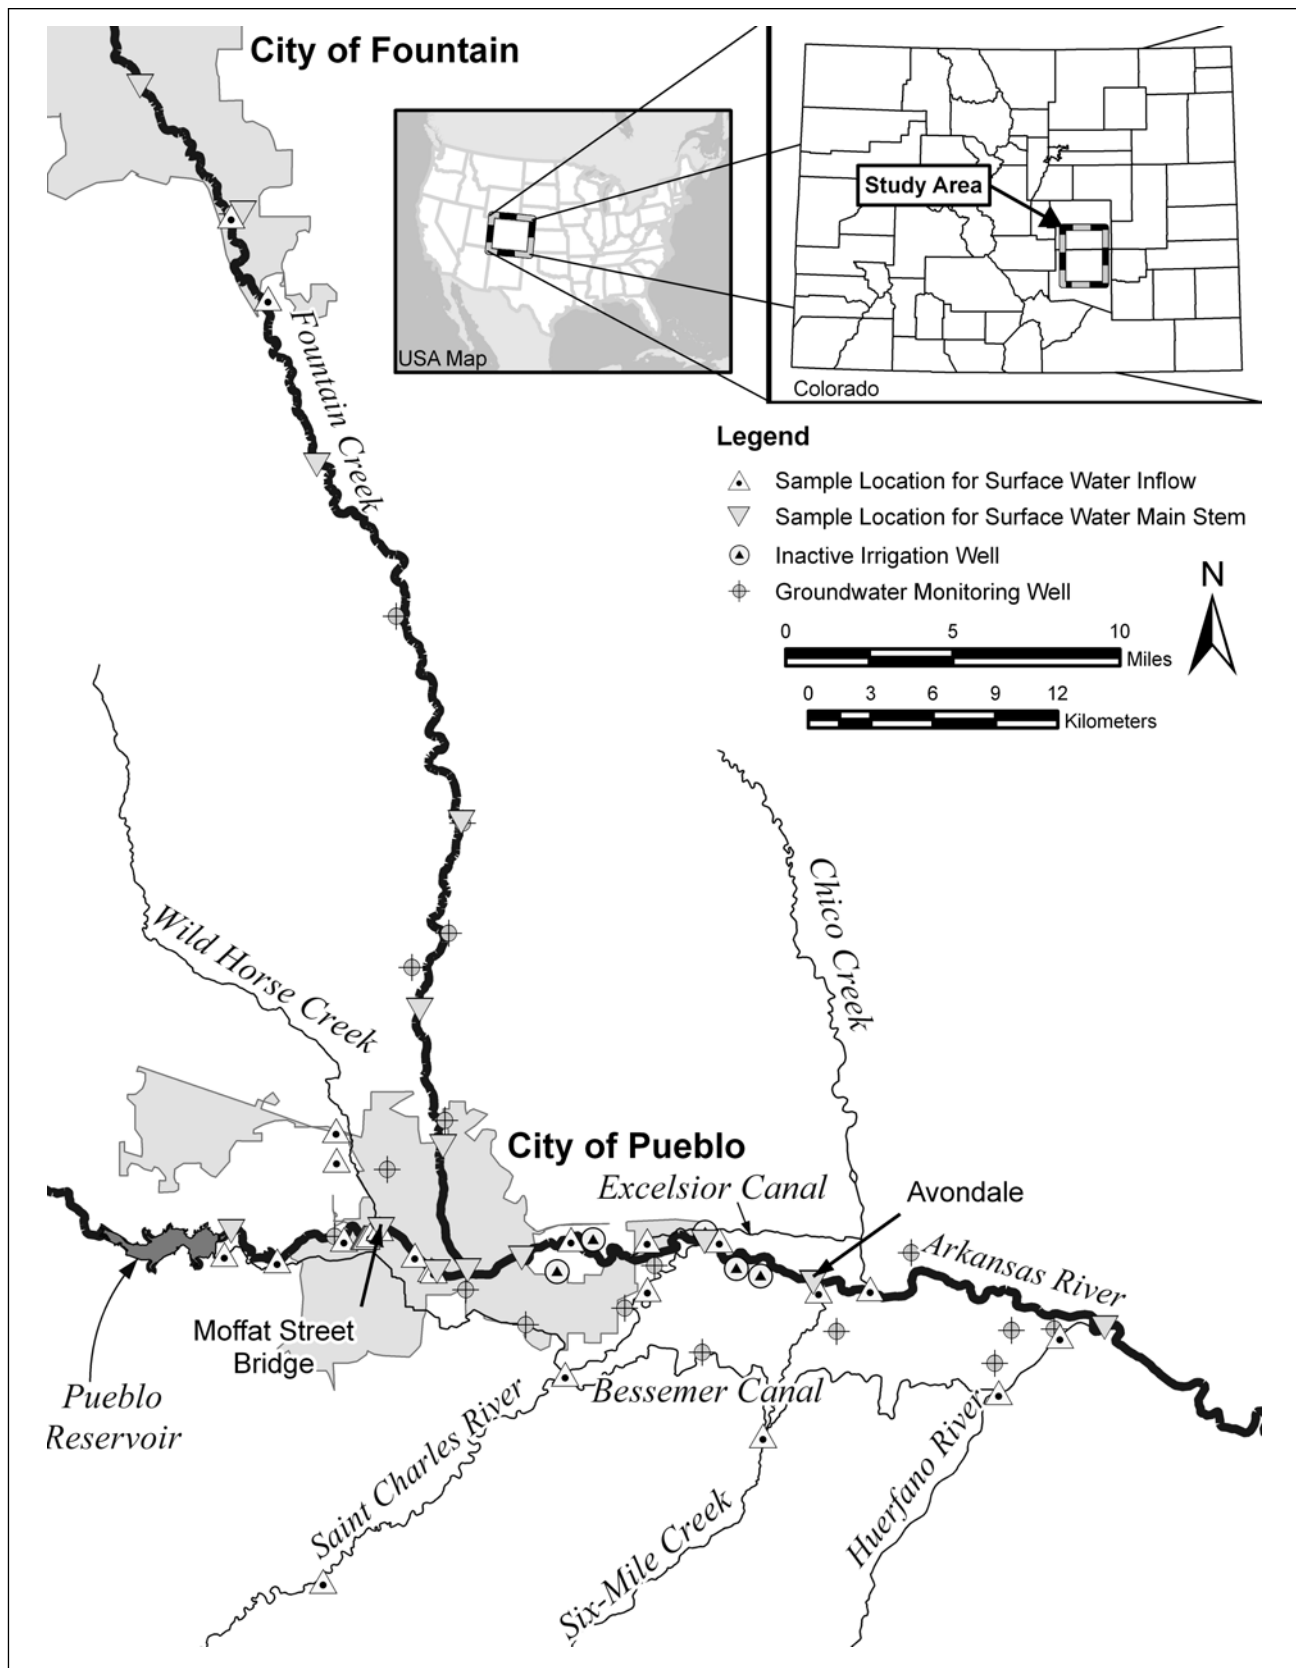 City of Fountain
USA Map
Study Area
Colorado
Fountain Creek
Legend
Sample Location for Surface Water Inflow
Sample Location for Surface Water Main Stem
Inactive Irrigation Well
Groundwater Monitoring Well
0 5 10
Miles
0 3 6 9 12
Kilometers
N
Wild Horse Creek
Chico Creek
City of Pueblo
Excelsior Canal
Avondale
Arkansas River
Moffat Street
Bridge
Pueblo
Reservoir
Bessemer Canal
Saint Charles River
Six-Mile Creek
Huerfano River